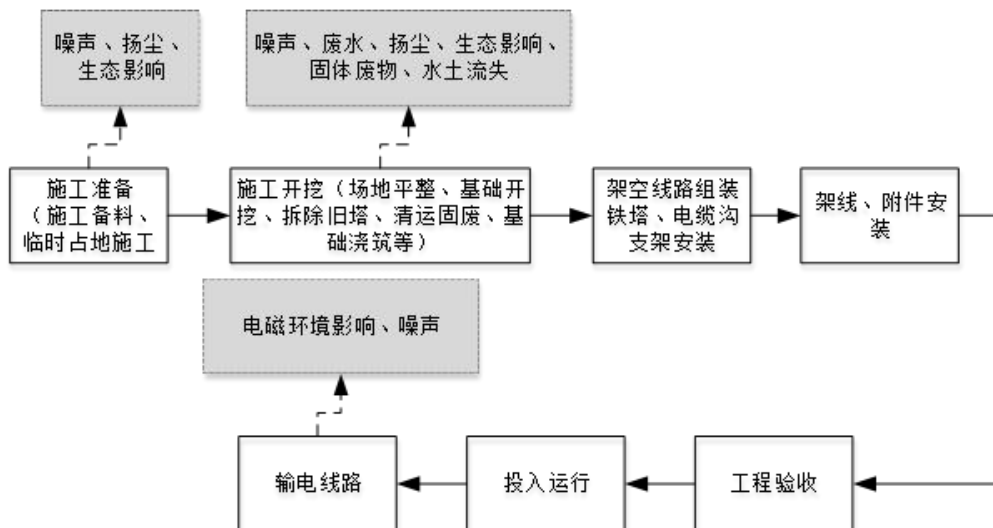 噪声、扬尘、
生态影响
噪声、废水、扬尘、生态影响、
固体废物、水土流失
施工准备
（施工备料、
临时占地施工
施工开挖（场地平整、基础开
挖、拆除旧塔、清运固废、基
础浇筑等）
架空线路组装
铁塔、电缆沟
支架安装
架线、附件安
装
电磁环境影响、噪声
输电线路
投入运行
工程验收